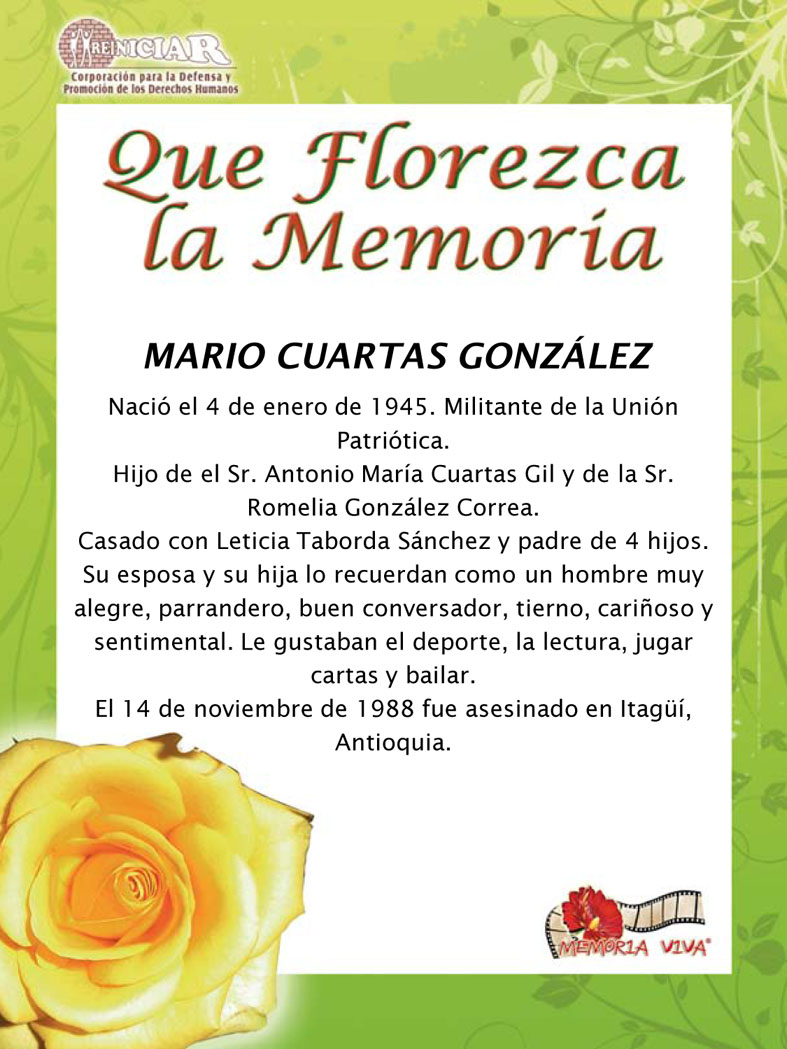 REINICIAR
Corporación para la Defensa y
Promoción de los Derechos Humanos
Que Florezca
la Memoria
MARIO CUARTAS GONZÁLEZ
Nació el 4 de enero de 1945. Militante de la Unión
Patriótica.
Hijo de el Sr. Antonio María Cuartas Gil y de la Sr.
Romelia González Correa.
Casado con Leticia Taborda Sánchez y padre de 4 hijos.
Su esposa y su hija lo recuerdan como un hombre muy
alegre, parrandero, buen conversador, tierno, cariñoso y
sentimental. Le gustaban el deporte, la lectura, jugar
cartas y bailar.
El 14 de noviembre de 1988 fue asesinado en Itagüí,
Antioquia.
MEMORIA VIVA®